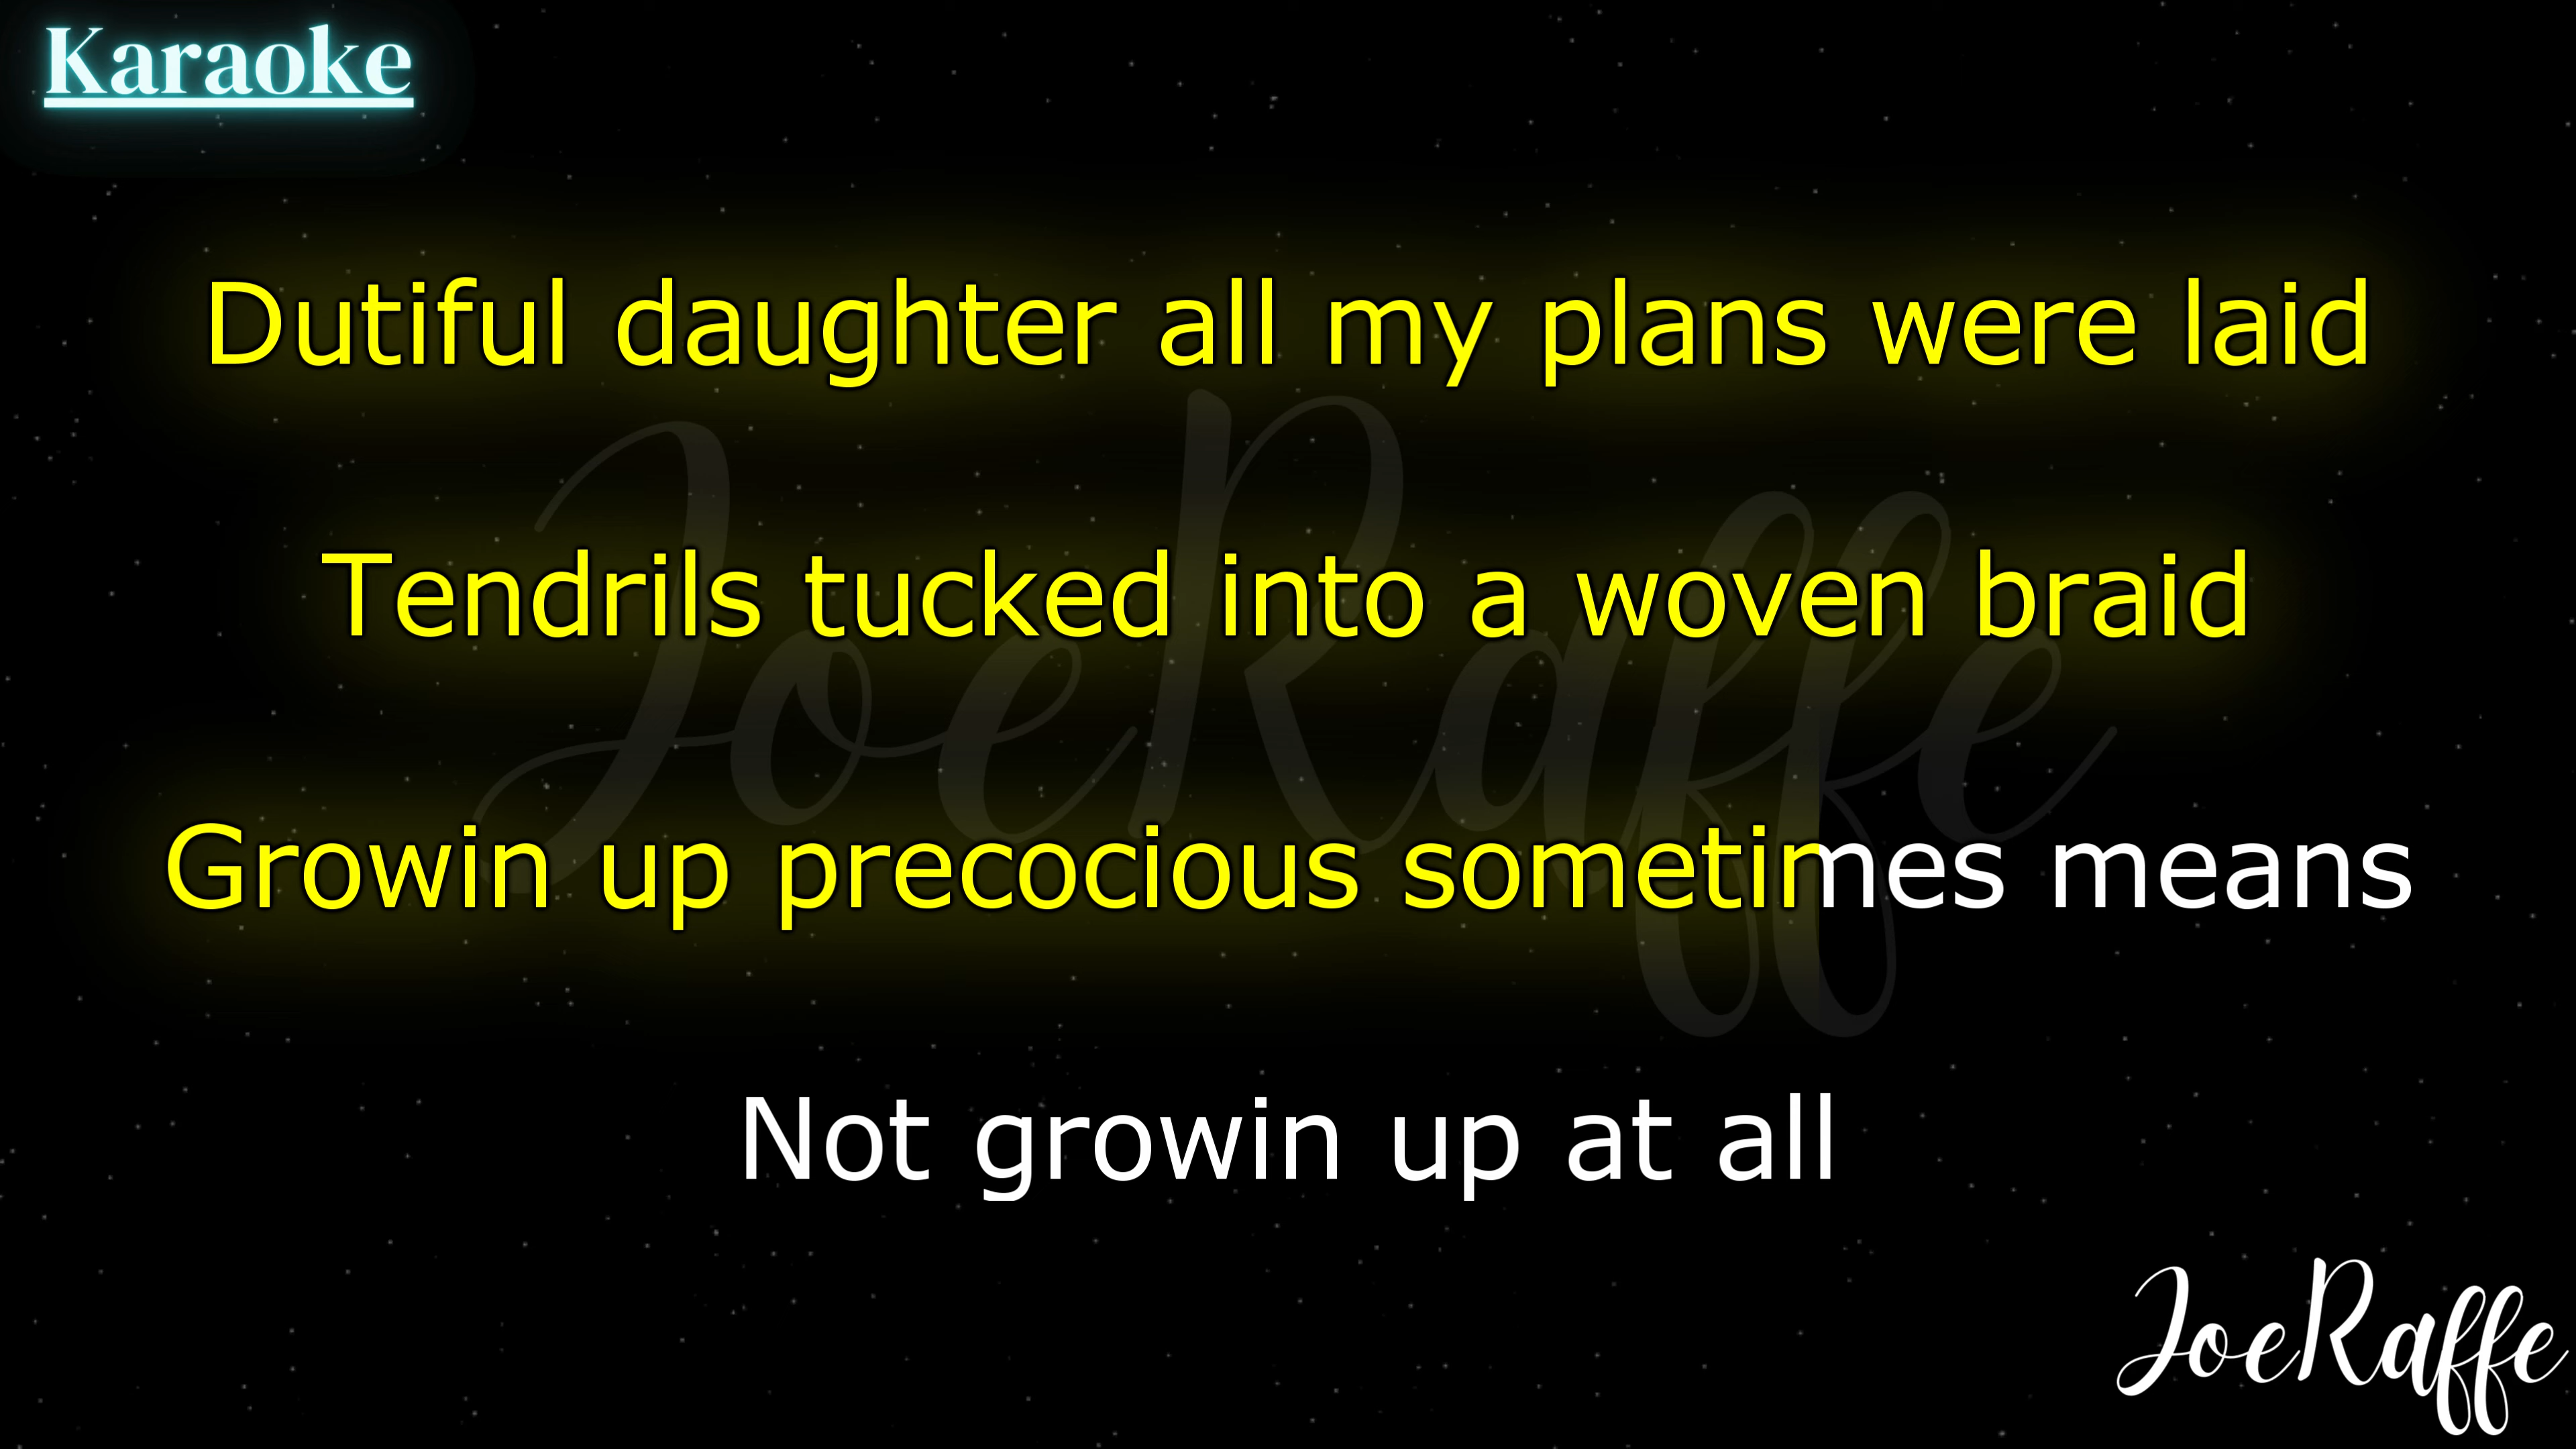 Karaoke
Dutiful daughter all my plans were laid
Tendrils tucked into a woven braid
Growin up precocious sometimes means
Not growin up at all
JoeRaffe
JoeRaffe